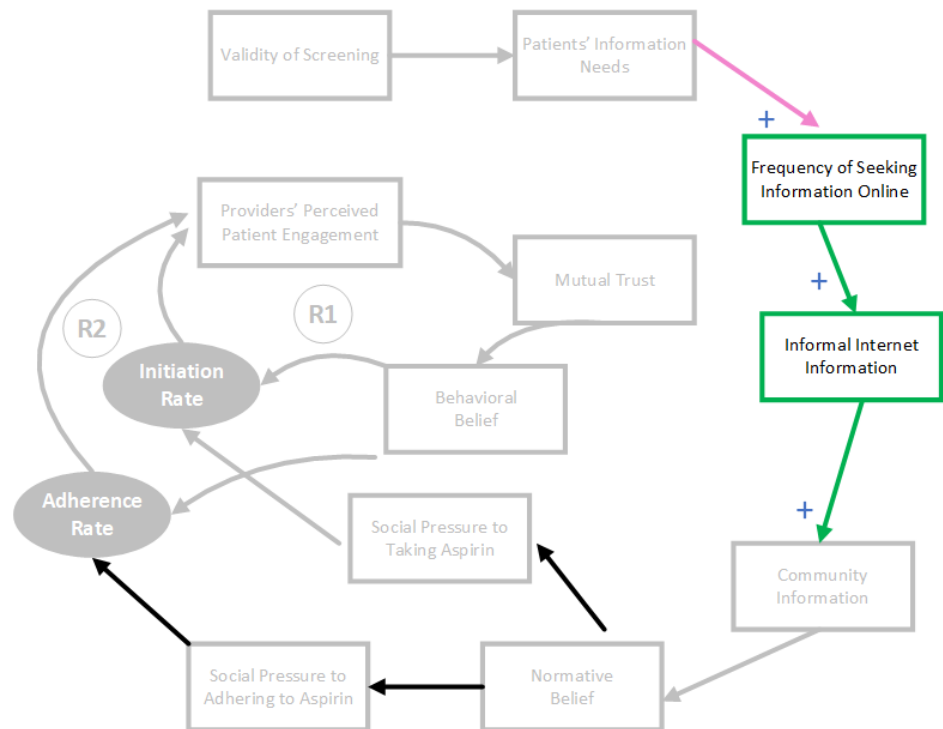 Validity of Screening
Patients' Information
Needs
+
Frequency of Seeking
Information Online
Providers' Perceived
Patient Engagement
Mutual Trust
+
R2
R1
Informal Internet
Information
Initiation
Rate
Behavioral
Belief
Adherence
Rate
+
Social Pressure to
Taking Aspirin
Community
Information
Social Pressure to
Adhering to Aspirin
Normative
Belief